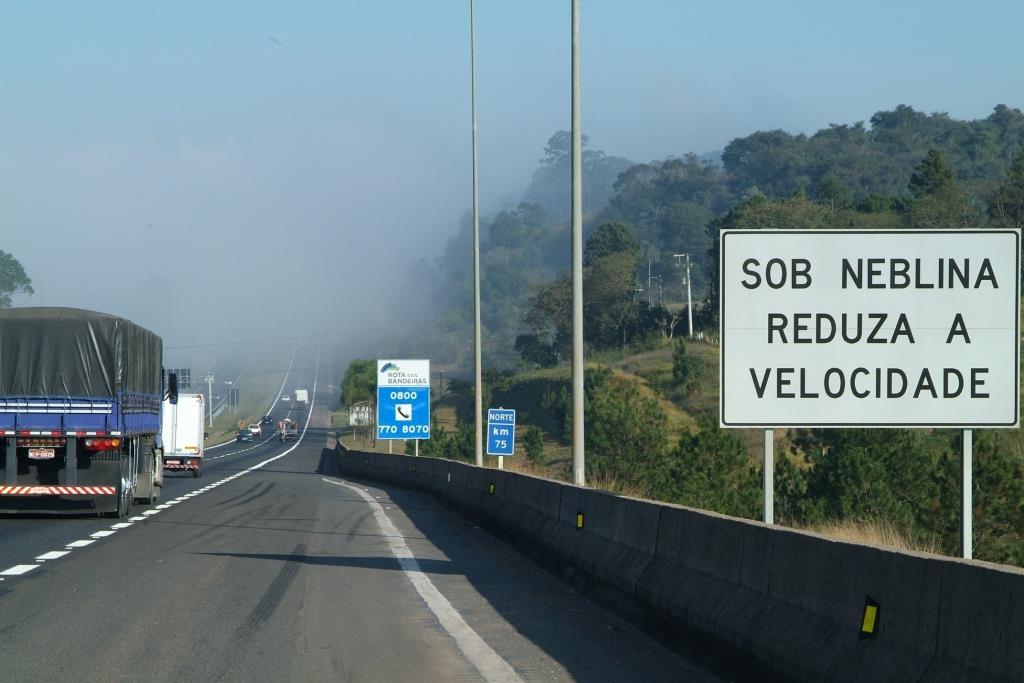 SOB NEBLINA
REDUZA A
VELOCIDADE
ROTA DAS
BANDEIRAS
0800
770 8070
NORTE
km
75